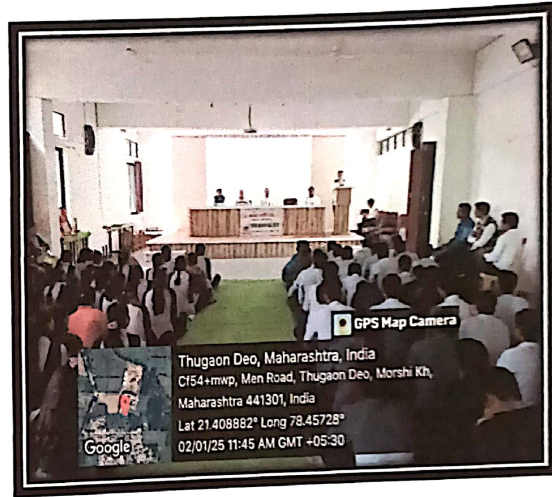 GPS Map Camera
Thugaon Deo, Maharashtra, India
Cf54+mwp, Men Road, Thugaon Deo, Morshi Kh,
Maharashtra 441301, India
Lat 21.408882° Long 78.45728°
02/01/25 11:45 AM GMT +05:30
Google